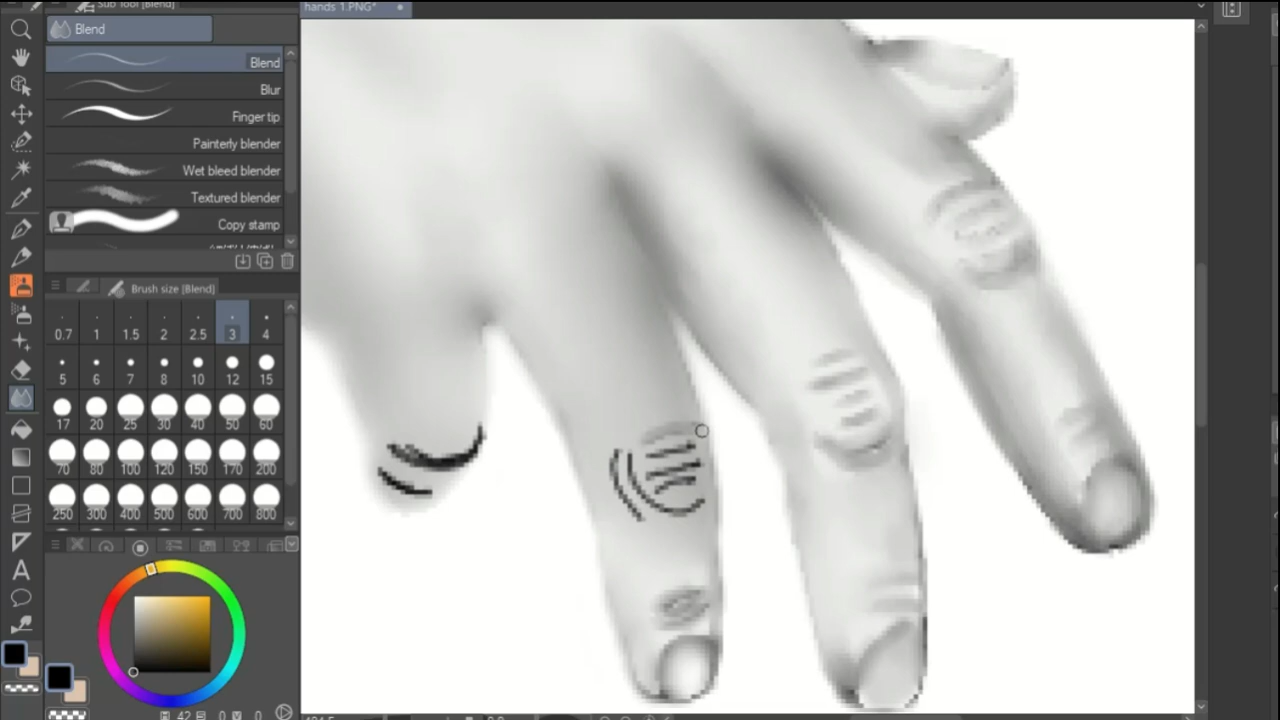 Sub Tool [Blend]
hands 1.PNG*
Blend
Blend
Blur
Finger tip
Painterly blender
Wet bleed blender
Textured blender
Copy stamp
Brush size [Blend]
0.7 1 1.5 2 2.5 3 4
5 6 7 8 10 12 15
17 20 25 30 40 50 60
70 80 100 120 150 170 200
250 300 400 500 600 700 800
A
42 S 0 V 0